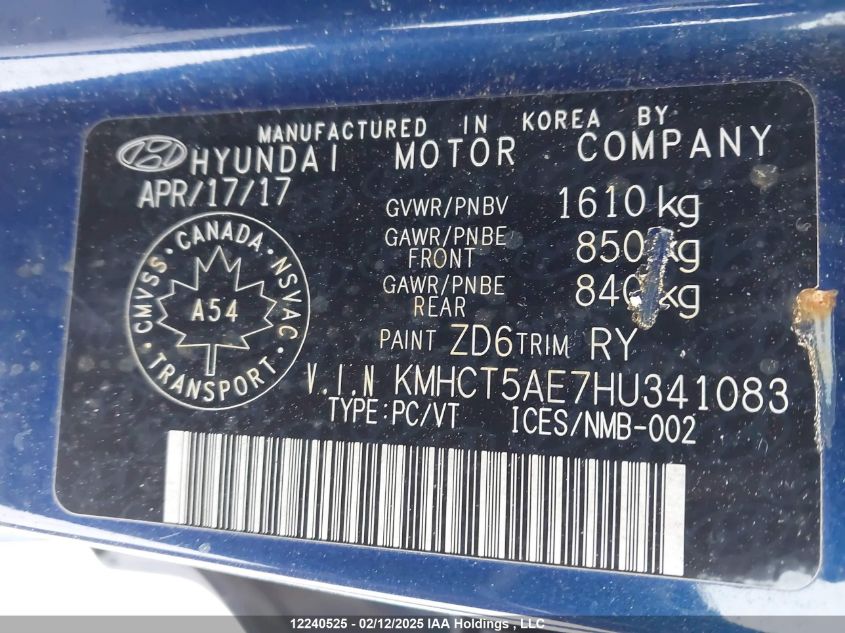 MANUFACTURED IN KOREA BY
HYUNDAI MOTOR COMPANY
APR/17/17
GVWR/PNBV 1610 kg
GAWR/PNBE FRONT 850 kg
GAWR/PNBE REAR 840 kg
CANADA
CMVSS
NSVAC
A54
TRANSPORT
PAINT ZD6 TRIM RY
V.I.N KMHCT5AE7HU341083
TYPE:PC/VT ICES/NMB-002
12240525 - 02/12/2025 IAA Holdings, LLC